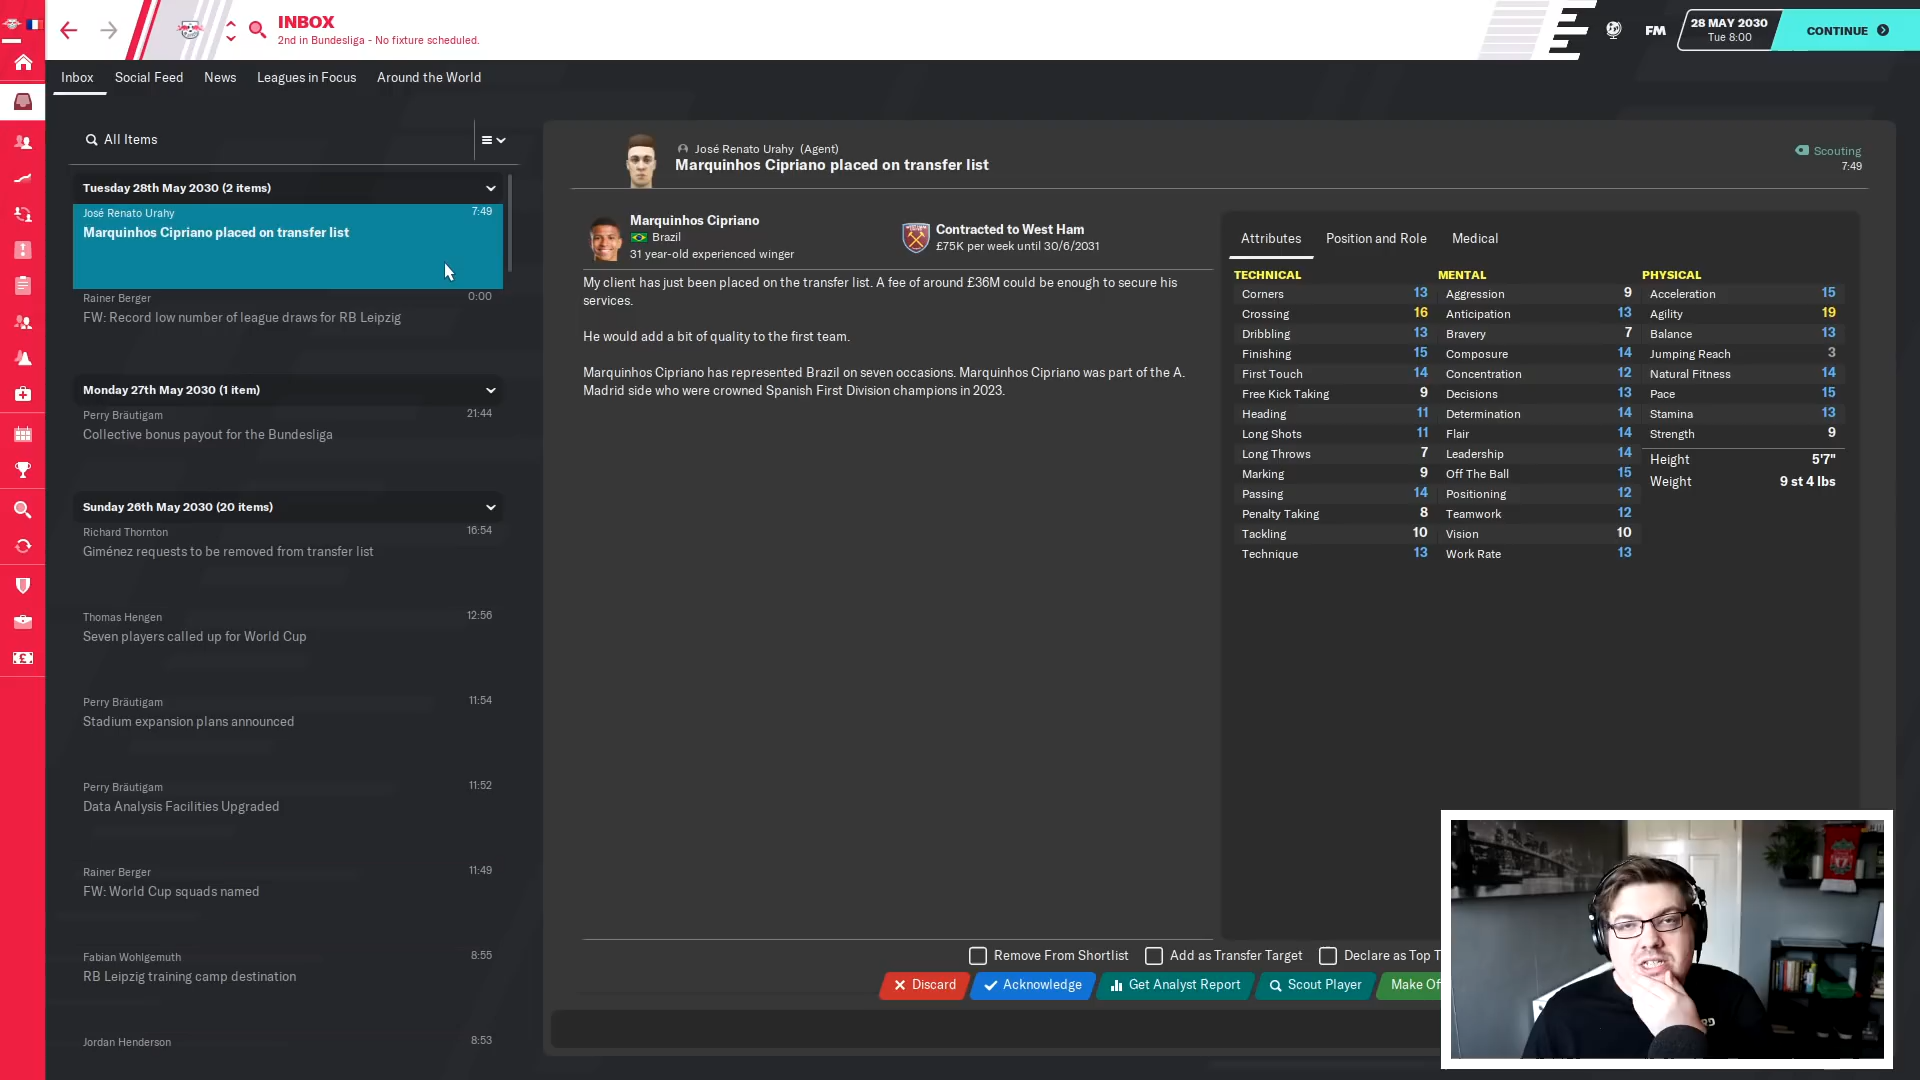 INBOX
2nd in Bundesliga - No fixture scheduled.
FM
28 MAY 2030
Tue 8:00
CONTINUE
Inbox
Social Feed
News
Leagues in Focus
Around the World
All Items
Tuesday 28th May 2030 (2 items)
José Renato Urahy
7:49
Marquinhos Cipriano placed on transfer list
Rainer Berger
0:00
FW: Record low number of league draws for RB Leipzig
Monday 27th May 2030 (1 item)
Perry Bräutigam
21:44
Collective bonus payout for the Bundesliga
Sunday 26th May 2030 (20 items)
Richard Thornton
16:54
Giménez requests to be removed from transfer list
Thomas Hengen
12:56
Seven players called up for World Cup
Perry Bräutigam
11:54
Stadium expansion plans announced
Perry Bräutigam
11:52
Data Analysis Facilities Upgraded
Rainer Berger
11:49
FW: World Cup squads named
Fabian Wohlgemuth
8:55
RB Leipzig training camp destination
Jordan Henderson
8:53
José Renato Urahy (Agent)
Marquinhos Cipriano placed on transfer list
Scouting
7:49
Marquinhos Cipriano
Brazil
31 year-old experienced winger
Contracted to West Ham
£75K per week until 30/6/2031
My client has just been placed on the transfer list. A fee of around £36M could be enough to secure his
services.
He would add a bit of quality to the first team.
Marquinhos Cipriano has represented Brazil on seven occasions. Marquinhos Cipriano was part of the A.
Madrid side who were crowned Spanish First Division champions in 2023.
Attributes
Position and Role
Medical
TECHNICAL
Corners 13
Crossing 16
Dribbling 13
Finishing 15
First Touch 14
Free Kick Taking 9
Heading 11
Long Shots 11
Long Throws 7
Marking 9
Passing 14
Penalty Taking 8
Tackling 10
Technique 13
MENTAL
Aggression 9
Anticipation 13
Bravery 7
Composure 14
Concentration 12
Decisions 13
Determination 14
Flair 14
Leadership 14
Off The Ball 15
Positioning 12
Teamwork 12
Vision 10
Work Rate 13
PHYSICAL
Acceleration 15
Agility 19
Balance 13
Jumping Reach 3
Natural Fitness 14
Pace 15
Stamina 13
Strength 9
Height 5'7"
Weight 9 st 4 lbs
Remove From Shortlist
Add as Transfer Target
Declare as Top T
Discard
Acknowledge
Get Analyst Report
Scout Player
Make Of